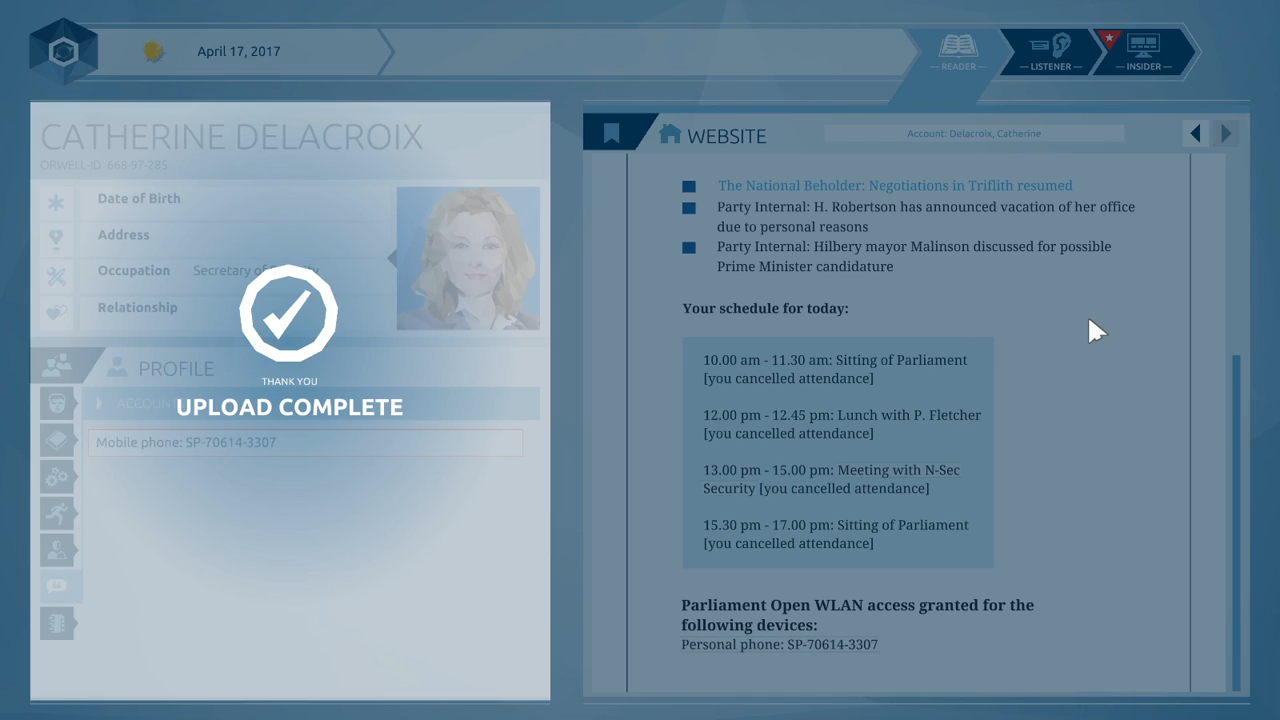 April 17, 2017
— READER —
— LISTENER —
— INSIDER —
CATHERINE DELACROIX
ORWELL-ID 668-97-285
Date of Birth
Address
Occupation Secretary of
Relationship
PROFILE
THANK YOU
UPLOAD COMPLETE
Mobile phone: SP-70614-3307
WEBSITE
Account: Delacroix, Catherine
The National Beholder: Negotiations in Triflith resumed
Party Internal: H. Robertson has announced vacation of her office
due to personal reasons
Party Internal: Hilbery mayor Malinson discussed for possible
Prime Minister candidature
Your schedule for today:
10.00 am - 11.30 am: Sitting of Parliament
[you cancelled attendance]
12.00 pm - 12.45 pm: Lunch with P. Fletcher
[you cancelled attendance]
13.00 pm - 15.00 pm: Meeting with N-Sec
Security [you cancelled attendance]
15.30 pm - 17.00 pm: Sitting of Parliament
[you cancelled attendance]
Parliament Open WLAN access granted for the
following devices:
Personal phone: SP-70614-3307